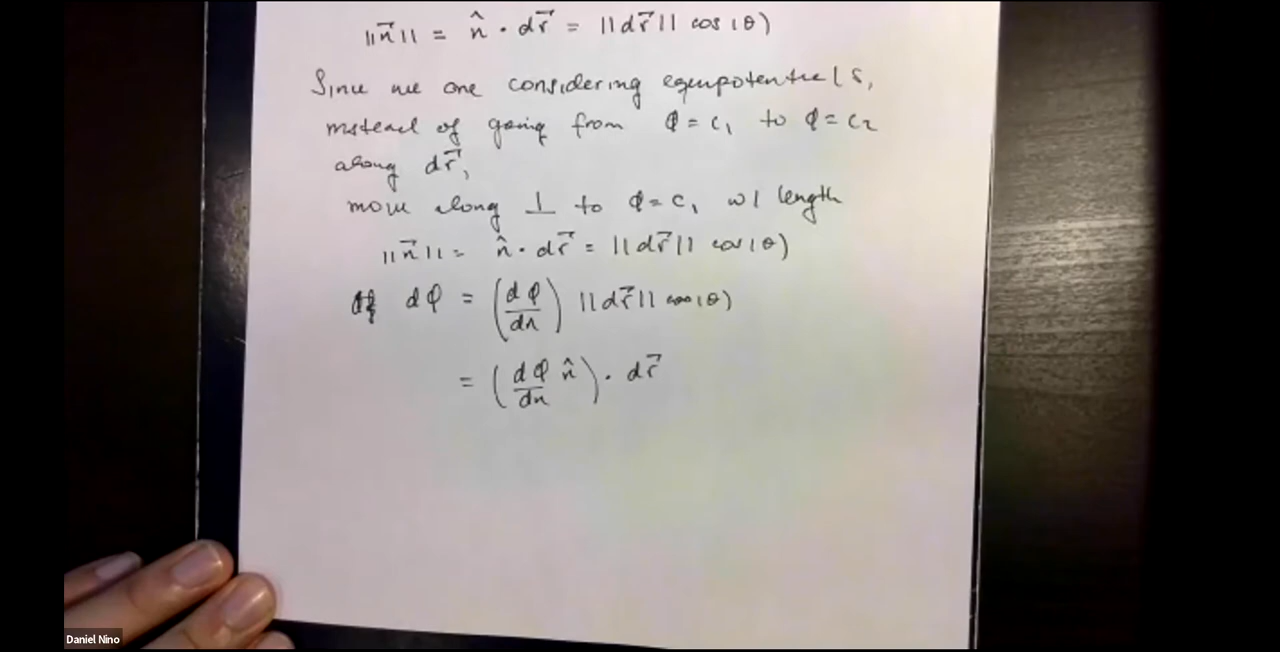 ||n⃗|| = n̂ · dr⃗ = ||dr⃗|| cos(θ)
Since we are considering equipotentials,
instead of going from φ = c₁ to φ = c₂
along dr⃗,
move along ⊥ to φ = c₁ w/ length
||n⃗|| = n̂ · dr⃗ = ||dr⃗|| cos(θ)
dφ = (dφ/dn) ||dr⃗|| cos(θ)
= (dφ/dn n̂) · dr⃗
Daniel Nino